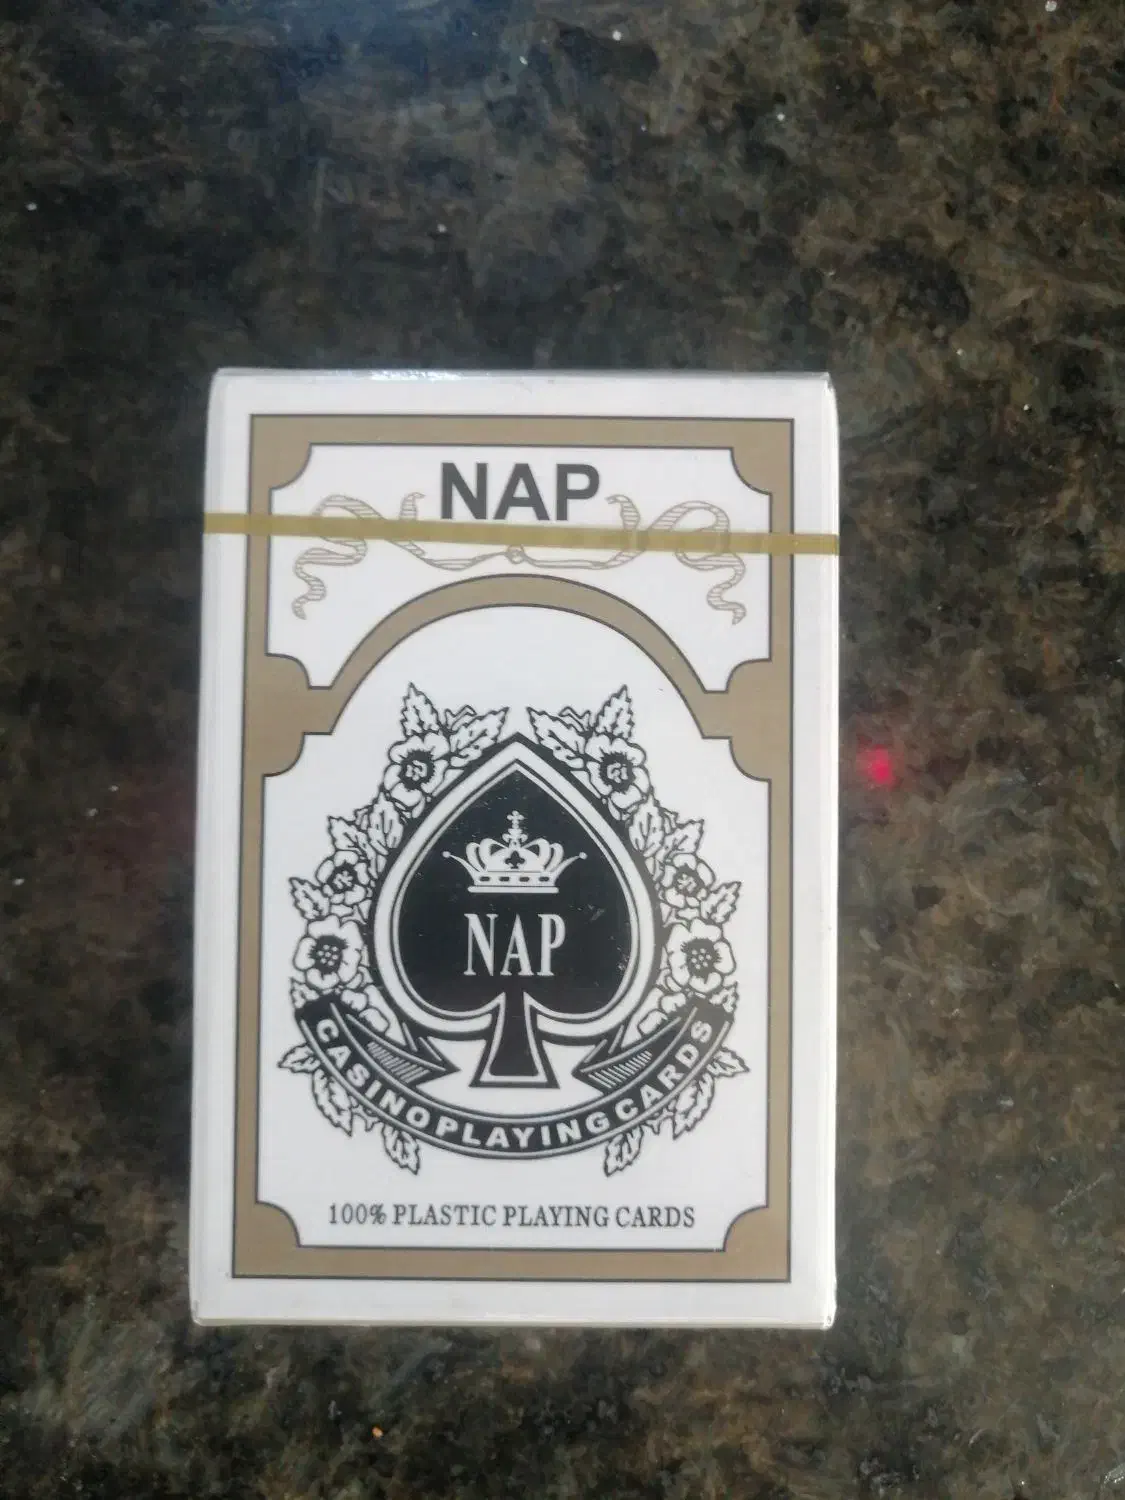 NAP
NAP
CASINO PLAYING CARDS
100% PLASTIC PLAYING CARDS